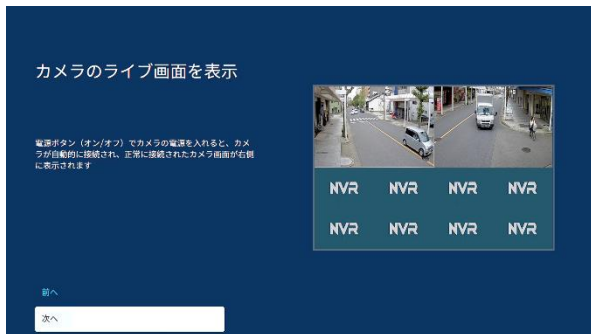 カメラのライブ画面を表示
電源ボタン（オン/オフ）でカメラの電源を入れると、カメ
ラが自動的に接続され、正常に接続されたカメラ画面が右側
に表示されます
NVR NVR NVR NVR
NVR NVR NVR NVR
前へ
次へ